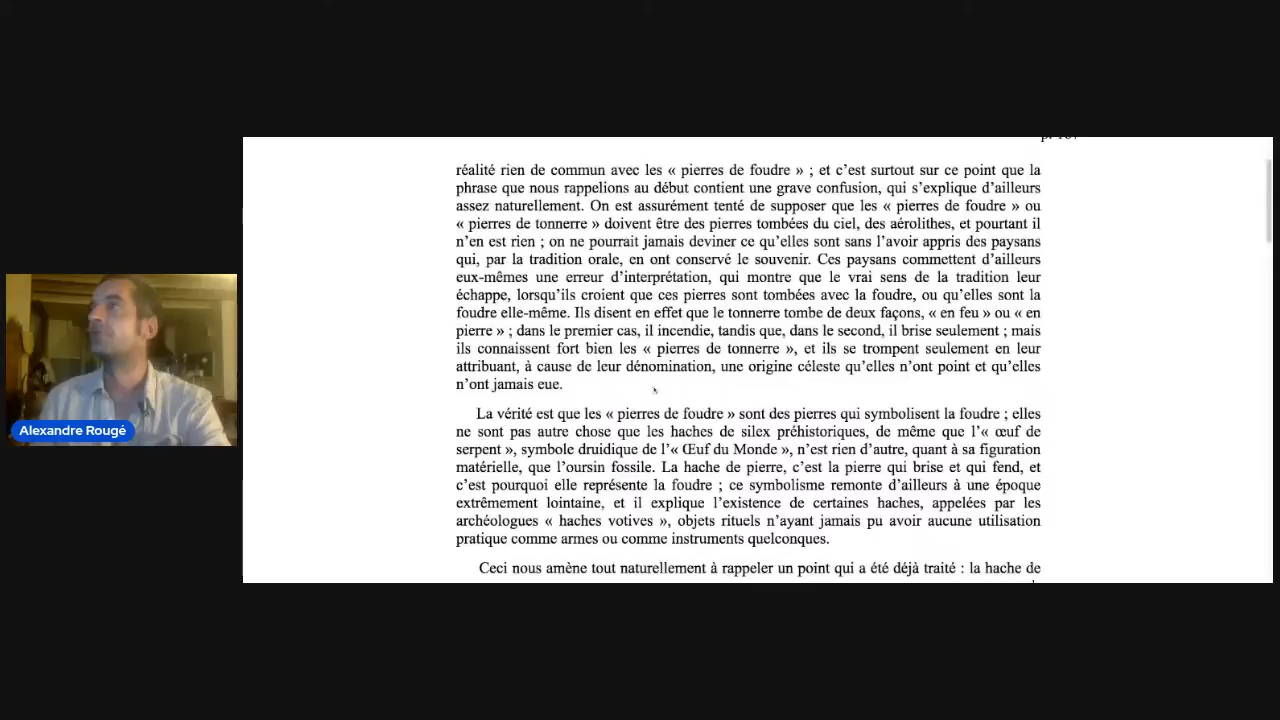 réalité rien de commun avec les « pierres de foudre » ; et c'est surtout sur ce point que la
phrase que nous rappelions au début contient une grave confusion, qui s'explique d'ailleurs
assez naturellement. On est assurément tenté de supposer que les « pierres de foudre » ou
« pierres de tonnerre » doivent être des pierres tombées du ciel, des aérolithes, et pourtant il
n'en est rien ; on ne pourrait jamais deviner ce qu'elles sont sans l'avoir appris des paysans
qui, par la tradition orale, en ont conservé le souvenir. Ces paysans commettent d'ailleurs
eux-mêmes une erreur d'interprétation, qui montre que le vrai sens de la tradition leur
échappe, lorsqu'ils croient que ces pierres sont tombées avec la foudre, ou qu'elles sont la
foudre elle-même. Ils disent en effet que le tonnerre tombe de deux façons, « en feu » ou « en
pierre » ; dans le premier cas, il incendie, tandis que, dans le second, il brise seulement ; mais
ils connaissent fort bien les « pierres de tonnerre », et ils se trompent seulement en leur
attribuant, à cause de leur dénomination, une origine céleste qu'elles n'ont point et qu'elles
n'ont jamais eue.
La vérité est que les « pierres de foudre » sont des pierres qui symbolisent la foudre ; elles
ne sont pas autre chose que les haches de silex préhistoriques, de même que l'« œuf de
serpent », symbole druidique de l'« Œuf du Monde », n'est rien d'autre, quant à sa figuration
matérielle, que l'oursin fossile. La hache de pierre, c'est la pierre qui brise et qui fend, et
c'est pourquoi elle représente la foudre ; ce symbolisme remonte d'ailleurs à une époque
extrêmement lointaine, et il explique l'existence de certaines haches, appelées par les
archéologues « haches votives », objets rituels n'ayant jamais pu avoir aucune utilisation
pratique comme armes ou comme instruments quelconques.
Ceci nous amène tout naturellement à rappeler un point qui a été déjà traité : la hache de
Alexandre Rougé